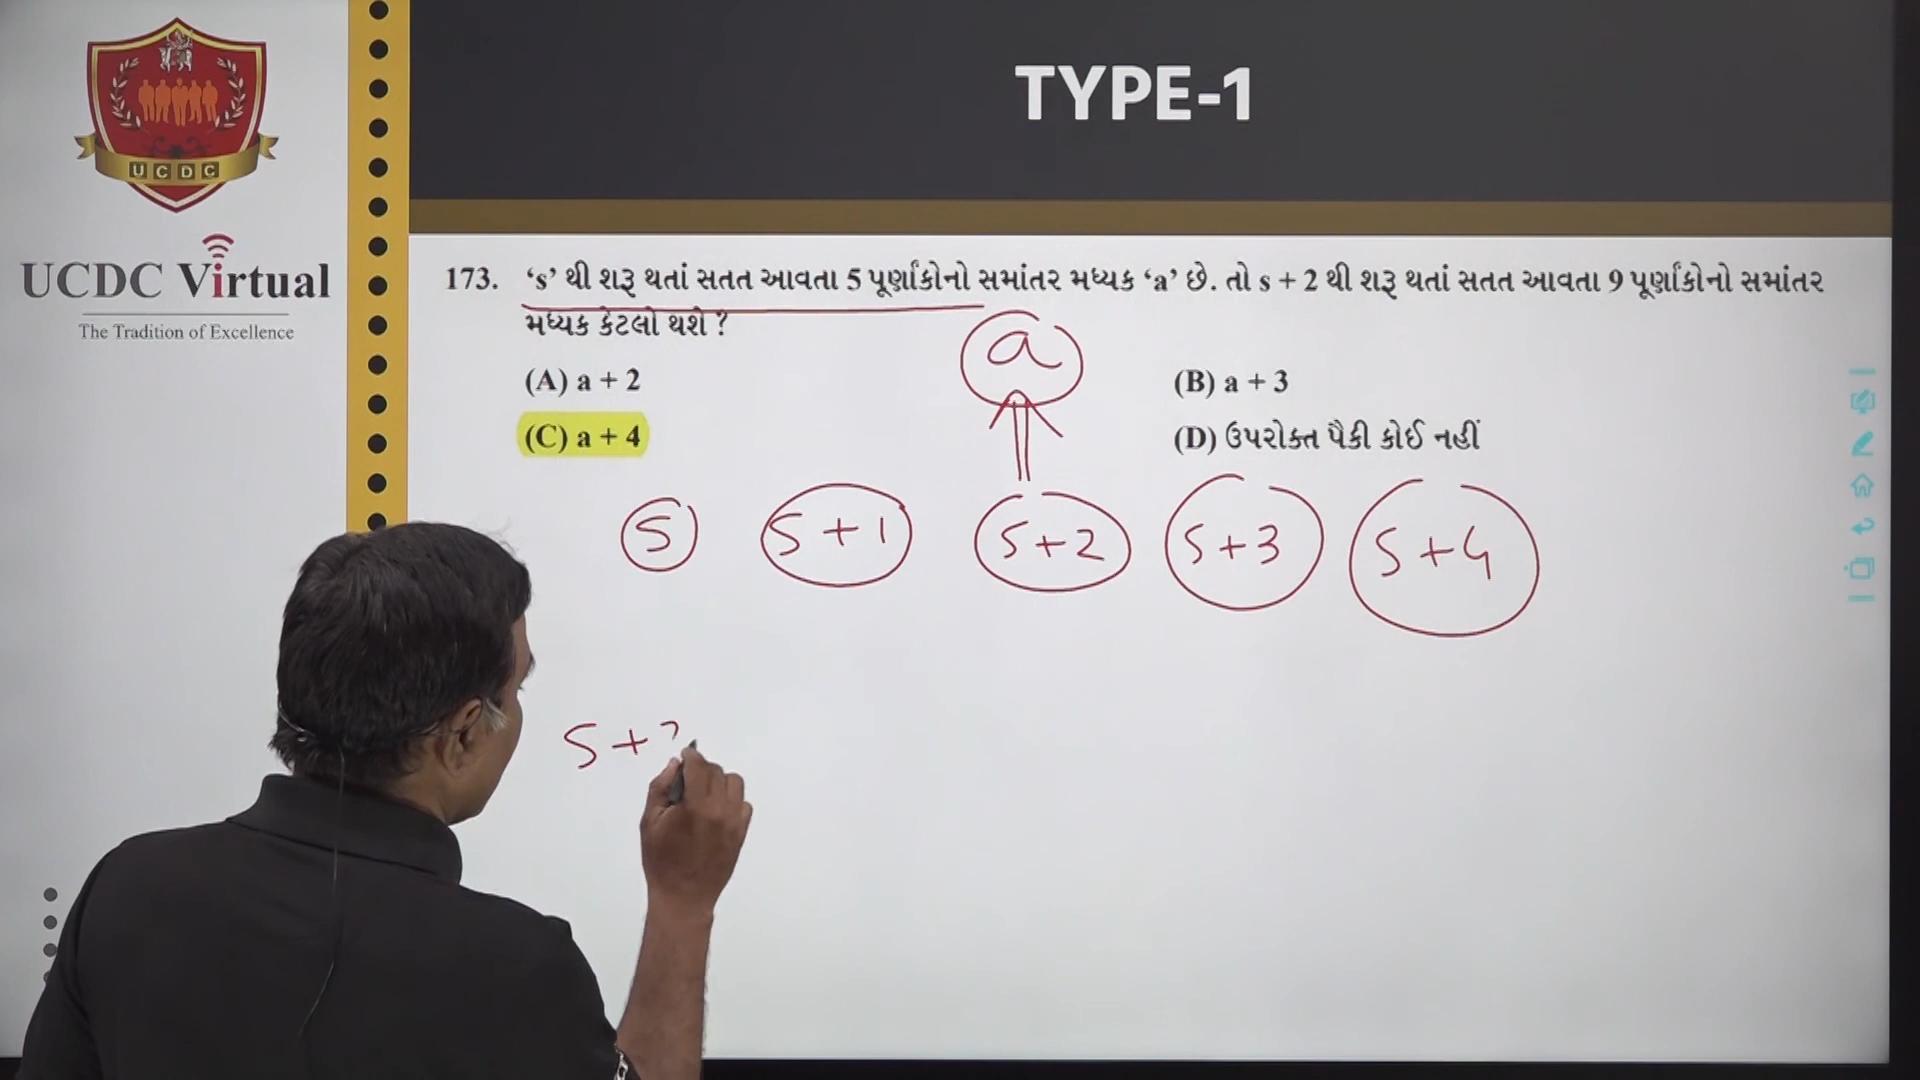 TYPE-1
UCDC
UCDC Virtual
The Tradition of Excellence
173. ‘s’ થી શરૂ થતાં સતત આવતા 5 પૂર્ણાંકોનો સમાંતર મધ્યક ‘a’ છે. તો s + 2 થી શરૂ થતાં સતત આવતા 9 પૂર્ણાંકોનો સમાંતર
મધ્યક કેટલો થશે ?
a
(A) a + 2
(B) a + 3
(C) a + 4
(D) ઉપરોક્ત પૈકી કોઈ નહીં
S S+1 S+2 S+3 S+4
S+